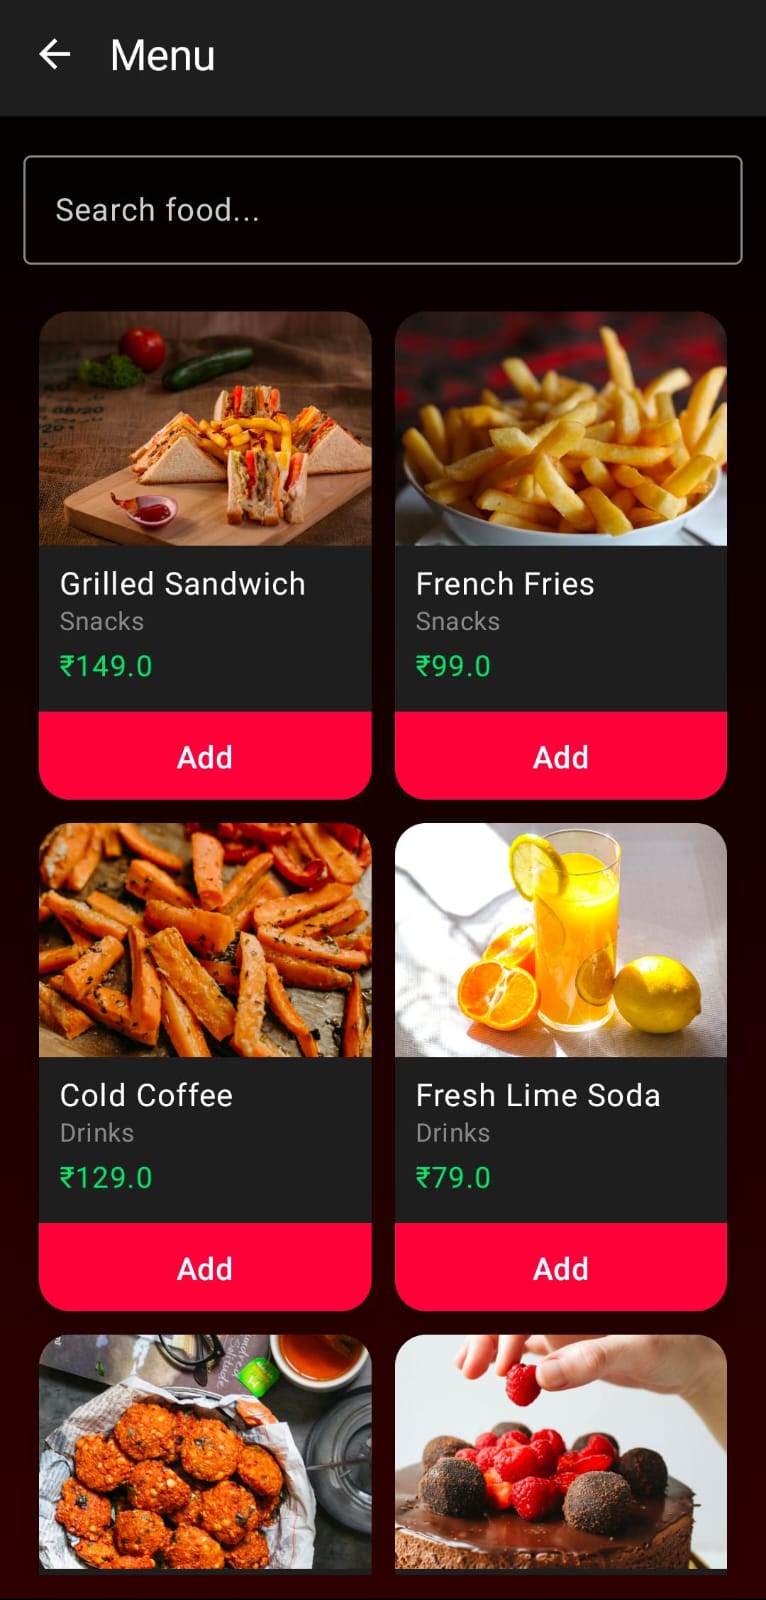 Menu
Search food...
Grilled Sandwich
Snacks
₹149.0
Add
French Fries
Snacks
₹99.0
Add
Cold Coffee
Drinks
₹129.0
Add
Fresh Lime Soda
Drinks
₹79.0
Add